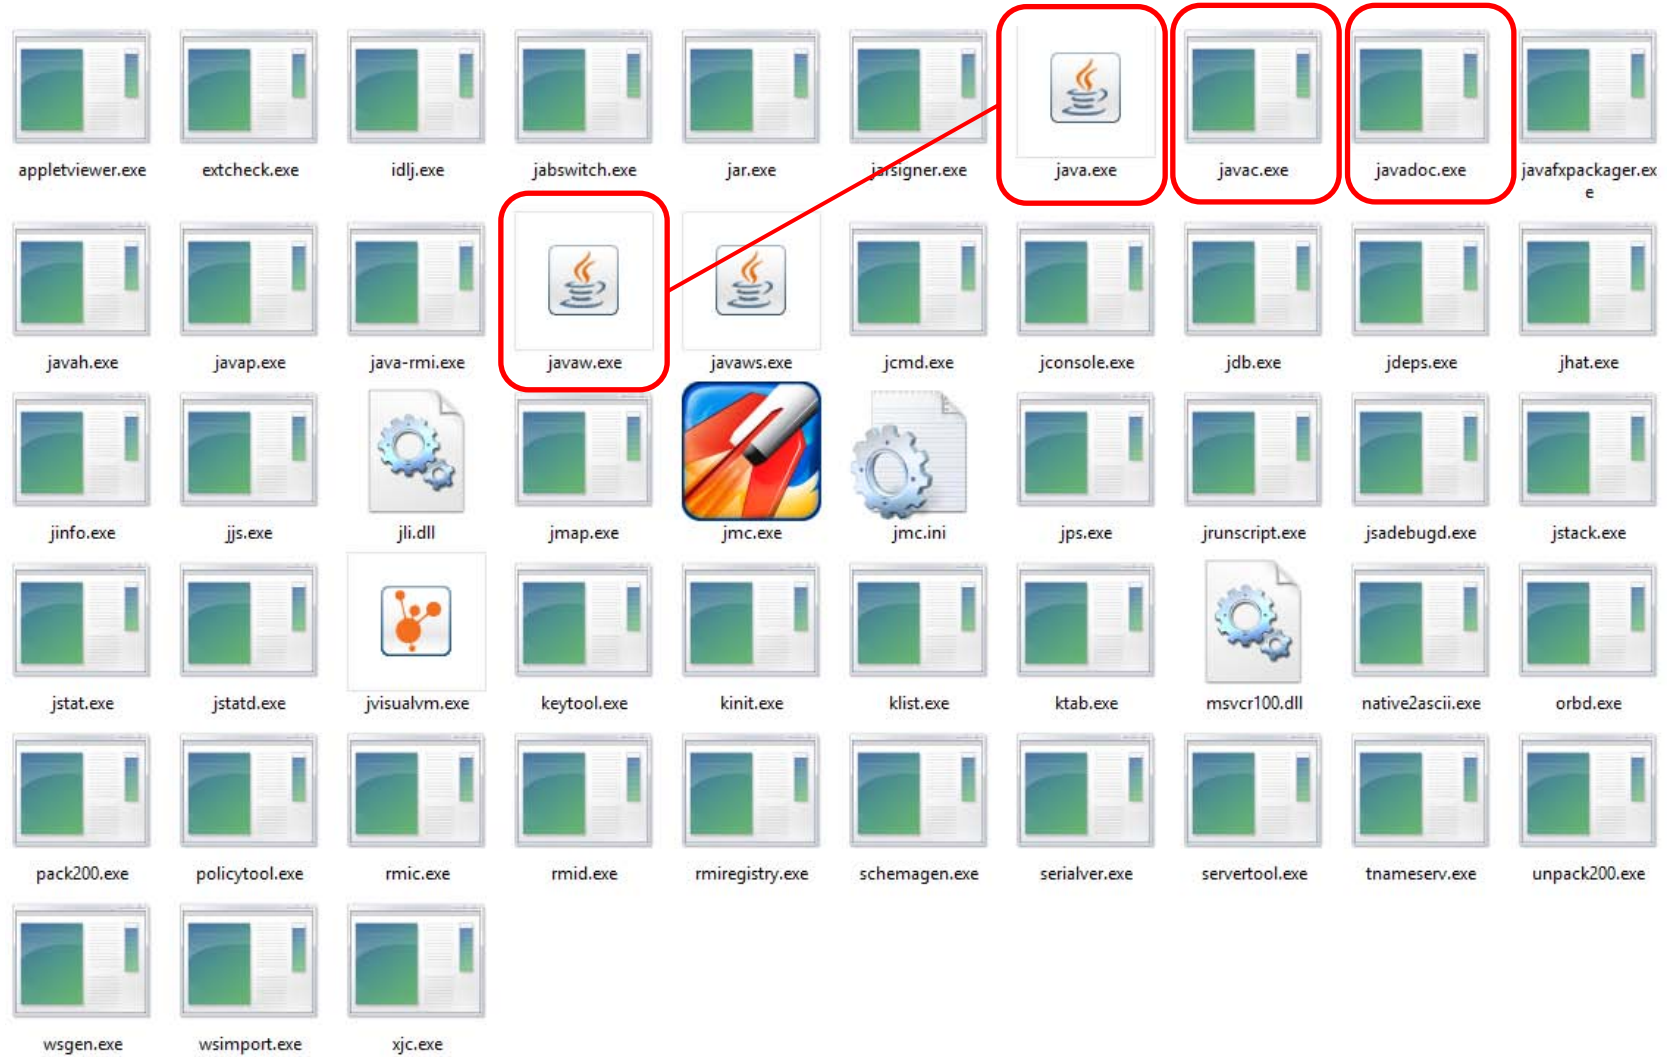 appletviewer.exe
extcheck.exe
idlj.exe
jabswitch.exe
jar.exe
jarsigner.exe
java.exe
javac.exe
javadoc.exe
javafxpackager.ex
e
javah.exe
javap.exe
java-rmi.exe
javaw.exe
javaws.exe
jcmd.exe
jconsole.exe
jdb.exe
jdeps.exe
jhat.exe
jinfo.exe
jjs.exe
jli.dll
jmap.exe
jmc.exe
jmc.ini
jps.exe
jrunscript.exe
jsadebugd.exe
jstack.exe
jstat.exe
jstatd.exe
jvisualvm.exe
keytool.exe
kinit.exe
klist.exe
ktab.exe
msvcr100.dll
native2ascii.exe
orbd.exe
pack200.exe
policytool.exe
rmic.exe
rmid.exe
rmiregistry.exe
schemagen.exe
serialver.exe
servertool.exe
tnameserv.exe
unpack200.exe
wsgen.exe
wsimport.exe
xjc.exe